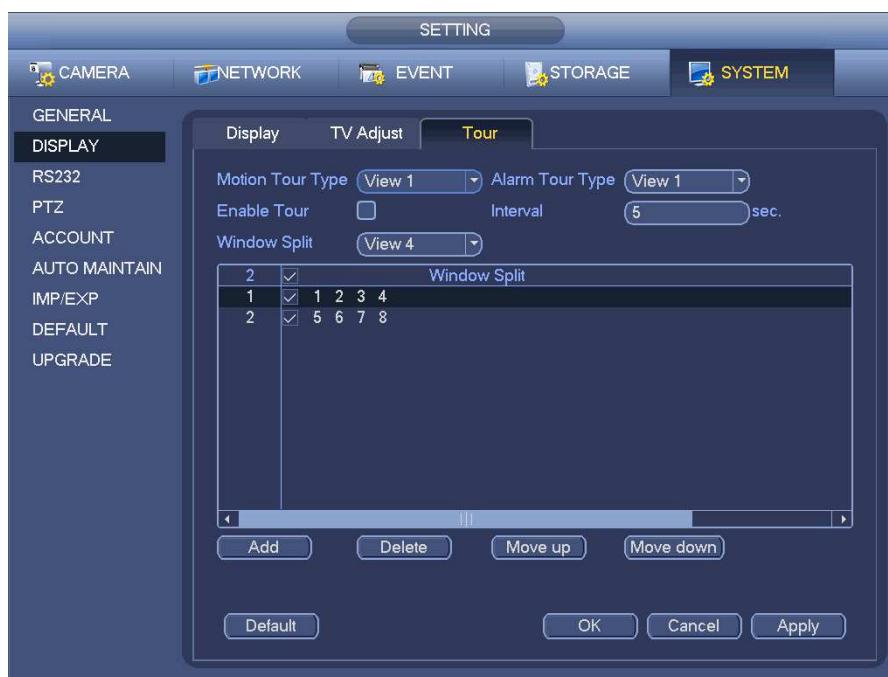 SETTING
CAMERA NETWORK EVENT STORAGE SYSTEM
GENERAL
DISPLAY
RS232
PTZ
ACCOUNT
AUTO MAINTAIN
IMP/EXP
DEFAULT
UPGRADE
Display TV Adjust Tour
Motion Tour Type View 1 Alarm Tour Type View 1
Enable Tour Interval 5 sec.
Window Split View 4
2 Window Split
1 1 2 3 4
2 5 6 7 8
Add Delete Move up Move down
Default OK Cancel Apply